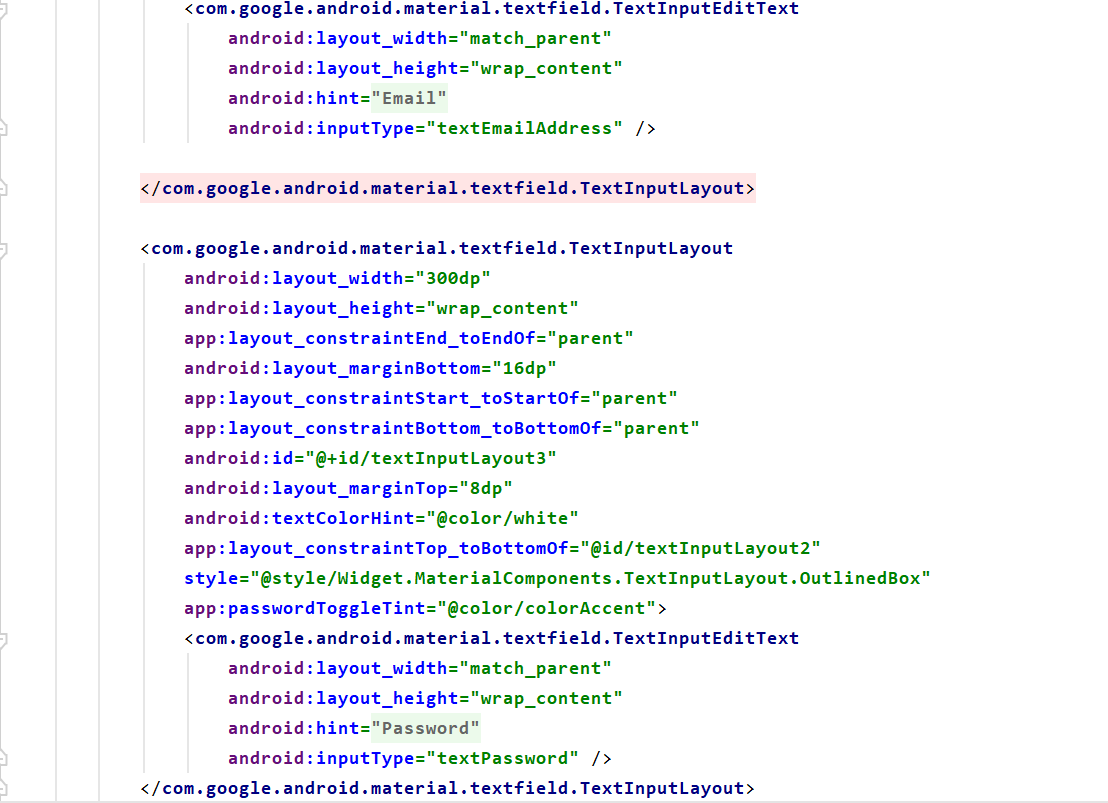 <com.google.android.material.textfield.TextInputEditText
android:layout_width="match_parent"
android:layout_height="wrap_content"
android:hint="Email"
android:inputType="textEmailAddress" />
</com.google.android.material.textfield.TextInputLayout>
<com.google.android.material.textfield.TextInputLayout
android:layout_width="300dp"
android:layout_height="wrap_content"
app:layout_constraintEnd_toEndOf="parent"
android:layout_marginBottom="16dp"
app:layout_constraintStart_toStartOf="parent"
app:layout_constraintBottom_toBottomOf="parent"
android:id="@+id/textInputLayout3"
android:layout_marginTop="8dp"
android:textColorHint="@color/white"
app:layout_constraintTop_toBottomOf="@id/textInputLayout2"
style="@style/Widget.MaterialComponents.TextInputLayout.OutlinedBox"
app:passwordToggleTint="@color/colorAccent">
<com.google.android.material.textfield.TextInputEditText
android:layout_width="match_parent"
android:layout_height="wrap_content"
android:hint="Password"
android:inputType="textPassword" />
</com.google.android.material.textfield.TextInputLayout>